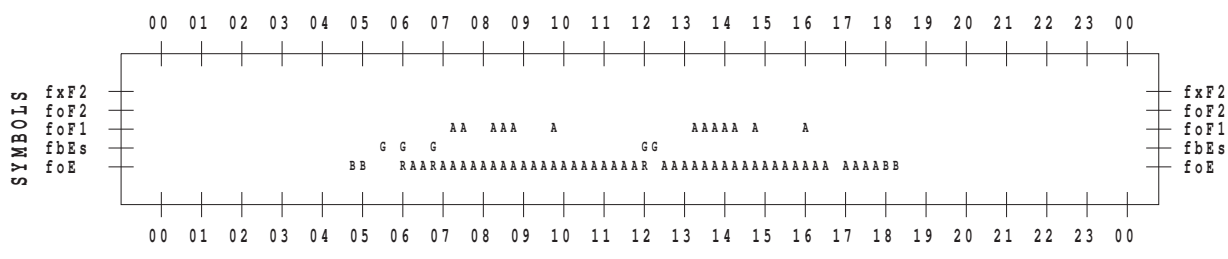 00 01 02 03 04 05 06 07 08 09 10 11 12 13 14 15 16 17 18 19 20 21 22 23 00
SYMBOLS
fxF2 fxF2
foF2 foF2
foF1 AA AAA A AAAAA A A foF1
fbEs G G G GG fbEs
foE BB RAARAAAAAAAAAAAAAAAAAAAAR AAAAAAAAAAAAAAAAA AAAABB foE
00 01 02 03 04 05 06 07 08 09 10 11 12 13 14 15 16 17 18 19 20 21 22 23 00